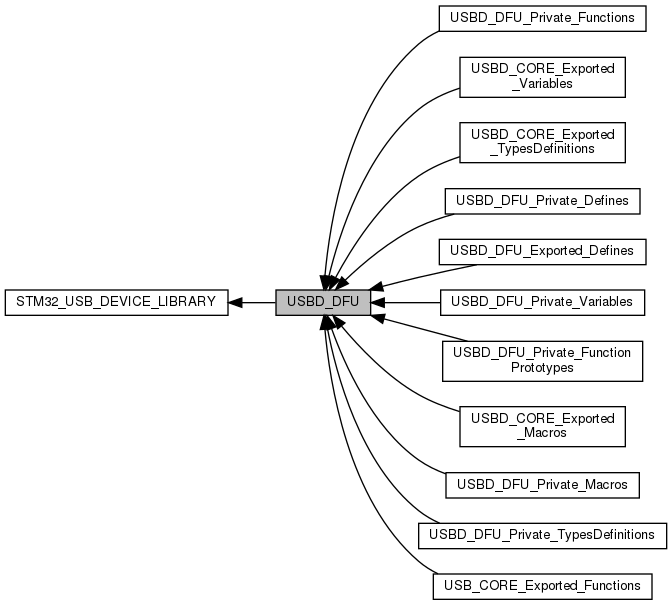 USBD_DFU_Private_Functions
USBD_CORE_Exported
_Variables
USBD_CORE_Exported
_TypesDefinitions
USBD_DFU_Private_Defines
USBD_DFU_Exported_Defines
STM32_USB_DEVICE_LIBRARY
USBD_DFU
USBD_DFU_Private_Variables
USBD_DFU_Private_Function
Prototypes
USBD_CORE_Exported
_Macros
USBD_DFU_Private_Macros
USBD_DFU_Private_TypesDefinitions
USB_CORE_Exported_Functions